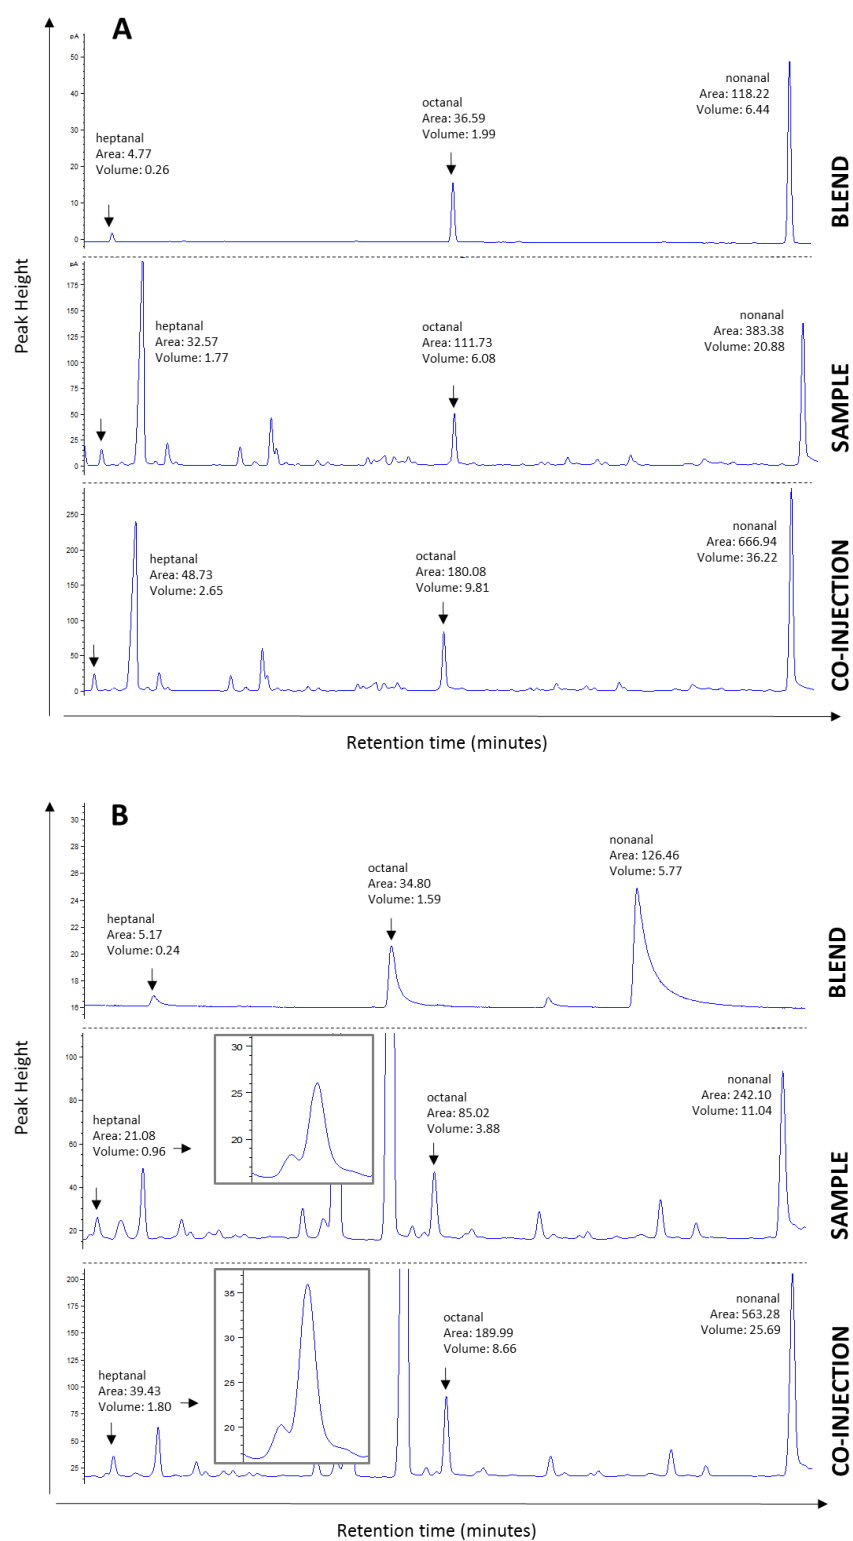 A
pA
50
40
30
20
10
0
heptanal
Area: 4.77
Volume: 0.26
octanal
Area: 36.59
Volume: 1.99
nonanal
Area: 118.22
Volume: 6.44
BLEND
pA
175
150
125
100
75
50
25
0
heptanal
Area: 32.57
Volume: 1.77
octanal
Area: 111.73
Volume: 6.08
nonanal
Area: 383.38
Volume: 20.88
SAMPLE
Peak Height
250
200
150
100
50
0
heptanal
Area: 48.73
Volume: 2.65
octanal
Area: 180.08
Volume: 9.81
nonanal
Area: 666.94
Volume: 36.22
CO-INJECTION
Retention time (minutes)
B
30
28
26
24
22
20
18
16
heptanal
Area: 5.17
Volume: 0.24
octanal
Area: 34.80
Volume: 1.59
nonanal
Area: 126.46
Volume: 5.77
BLEND
100
80
60
40
20
heptanal
Area: 21.08
Volume: 0.96
30
25
20
octanal
Area: 85.02
Volume: 3.88
nonanal
Area: 242.10
Volume: 11.04
SAMPLE
Peak Height
200
175
150
125
100
75
50
25
heptanal
Area: 39.43
Volume: 1.80
35
30
25
20
octanal
Area: 189.99
Volume: 8.66
nonanal
Area: 563.28
Volume: 25.69
CO-INJECTION
Retention time (minutes)